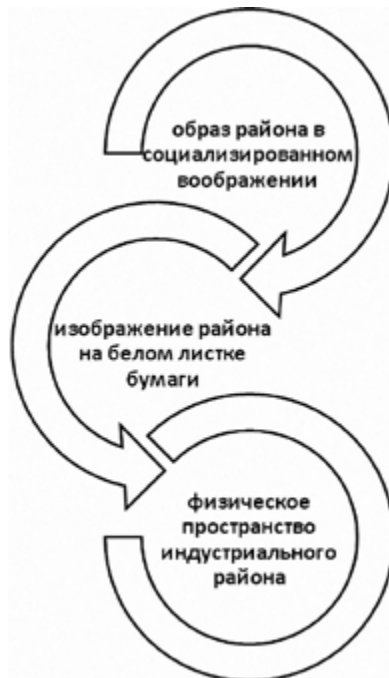 образ района в
социализированном
воображении
изображение района
на белом листке
бумаги
физическое
пространство
индустриального
района